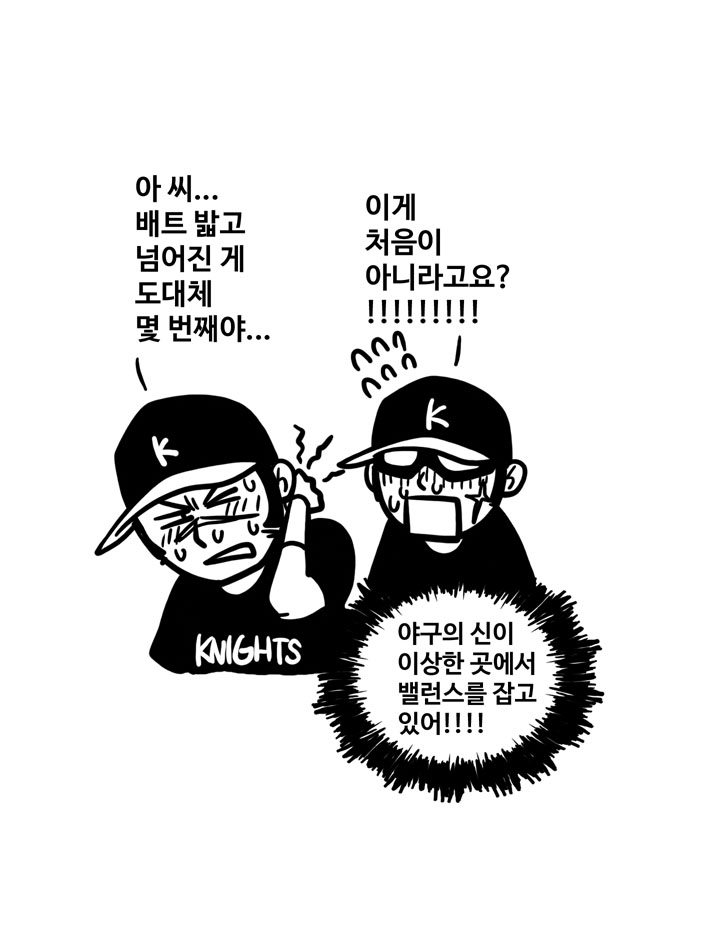 아 씨...
배트 밟고
넘어진 게
도대체
몇 번째야...
이게
처음이
아니라고요?
!!!!!!!!!
K
K
KNIGHTS
야구의 신이
이상한 곳에서
밸런스를 잡고
있어!!!!